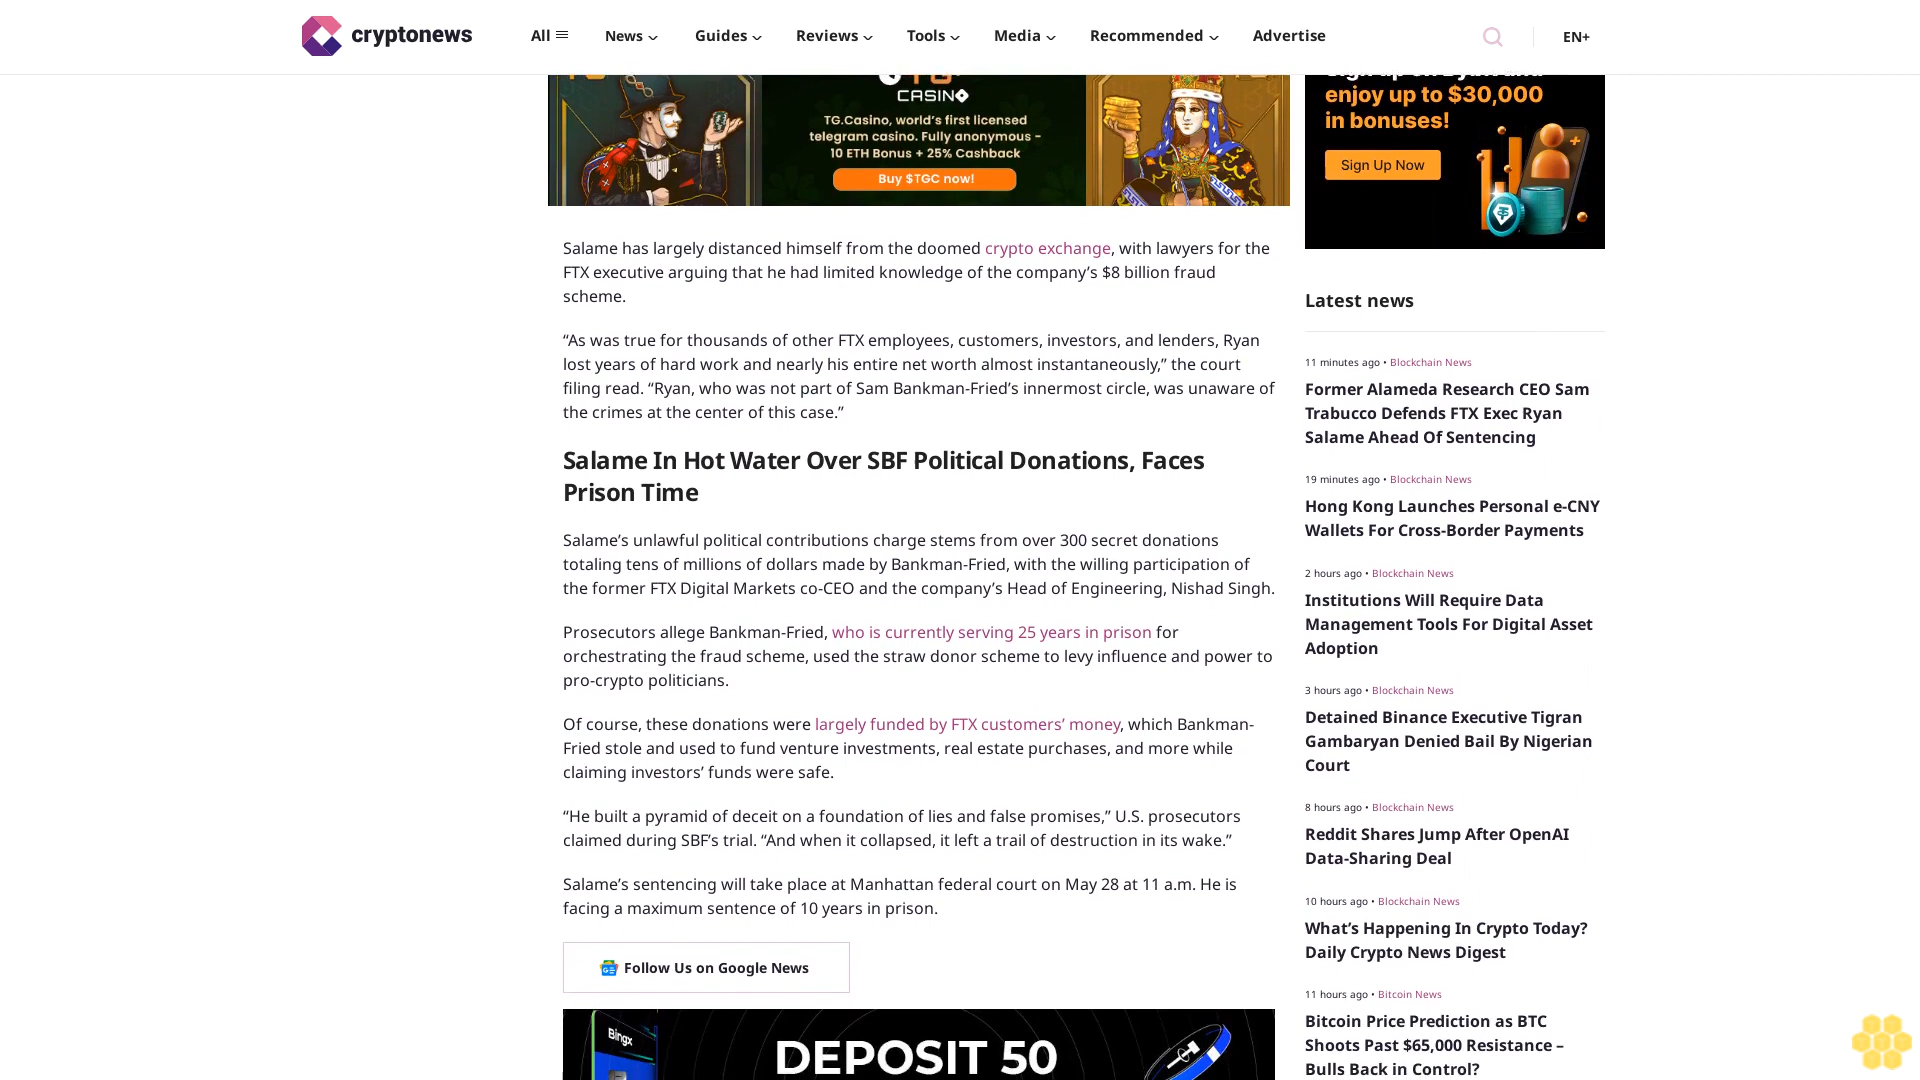 cryptonews
All
News
Guides
Reviews
Tools
Media
Recommended
Advertise
EN+
CASINO
TG.Casino, world's first licensed
telegram casino. Fully anonymous -
10 ETH Bonus + 25% Cashback
Buy $TGC now!
enjoy up to $30,000
in bonuses!
Sign Up Now
Salame has largely distanced himself from the doomed crypto exchange, with lawyers for the
FTX executive arguing that he had limited knowledge of the company’s $8 billion fraud
scheme.
“As was true for thousands of other FTX employees, customers, investors, and lenders, Ryan
lost years of hard work and nearly his entire net worth almost instantaneously,” the court
filing read. “Ryan, who was not part of Sam Bankman-Fried’s innermost circle, was unaware of
the crimes at the center of this case.”
Salame In Hot Water Over SBF Political Donations, Faces
Prison Time
Salame’s unlawful political contributions charge stems from over 300 secret donations
totaling tens of millions of dollars made by Bankman-Fried, with the willing participation of
the former FTX Digital Markets co-CEO and the company’s Head of Engineering, Nishad Singh.
Prosecutors allege Bankman-Fried, who is currently serving 25 years in prison for
orchestrating the fraud scheme, used the straw donor scheme to levy influence and power to
pro-crypto politicians.
Of course, these donations were largely funded by FTX customers’ money, which Bankman-
Fried stole and used to fund venture investments, real estate purchases, and more while
claiming investors’ funds were safe.
“He built a pyramid of deceit on a foundation of lies and false promises,” U.S. prosecutors
claimed during SBF’s trial. “And when it collapsed, it left a trail of destruction in its wake.”
Salame’s sentencing will take place at Manhattan federal court on May 28 at 11 a.m. He is
facing a maximum sentence of 10 years in prison.
Follow Us on Google News
Bingx
DEPOSIT 50
Latest news
11 minutes ago • Blockchain News
Former Alameda Research CEO Sam
Trabucco Defends FTX Exec Ryan
Salame Ahead Of Sentencing
19 minutes ago • Blockchain News
Hong Kong Launches Personal e-CNY
Wallets For Cross-Border Payments
2 hours ago • Blockchain News
Institutions Will Require Data
Management Tools For Digital Asset
Adoption
3 hours ago • Blockchain News
Detained Binance Executive Tigran
Gambaryan Denied Bail By Nigerian
Court
8 hours ago • Blockchain News
Reddit Shares Jump After OpenAI
Data-Sharing Deal
10 hours ago • Blockchain News
What’s Happening In Crypto Today?
Daily Crypto News Digest
11 hours ago • Bitcoin News
Bitcoin Price Prediction as BTC
Shoots Past $65,000 Resistance –
Bulls Back in Control?